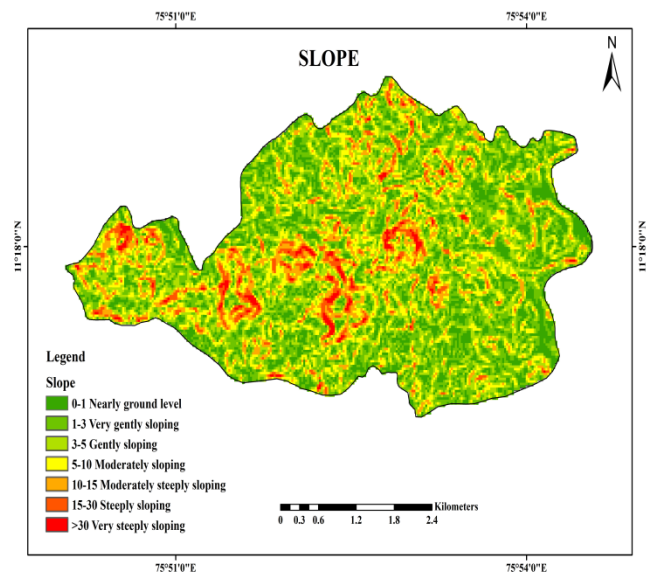 75°51'0"E 75°54'0"E
SLOPE
N
11°18'0"N 11°18'0"N
Legend
Slope
0-1 Nearly ground level
1-3 Very gently sloping
3-5 Gently sloping
5-10 Moderately sloping
10-15 Moderately steeply sloping
15-30 Steeply sloping
>30 Very steeply sloping
Kilometers
0 0.3 0.6 1.2 1.8 2.4
75°51'0"E 75°54'0"E